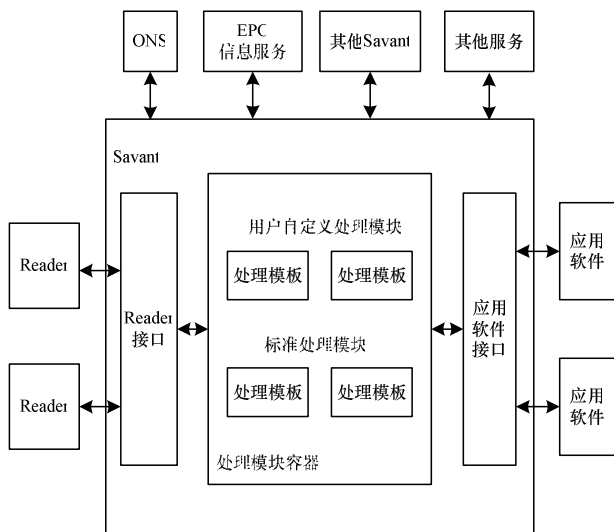 ONS
EPC
信息服务
其他Savant
其他服务
Savant
用户自定义处理模块
处理模板
处理模板
标准处理模块
处理模板
处理模板
处理模块容器
Reader
Reader
Reader
接口
应用
软件
接口
应用
软件
应用
软件